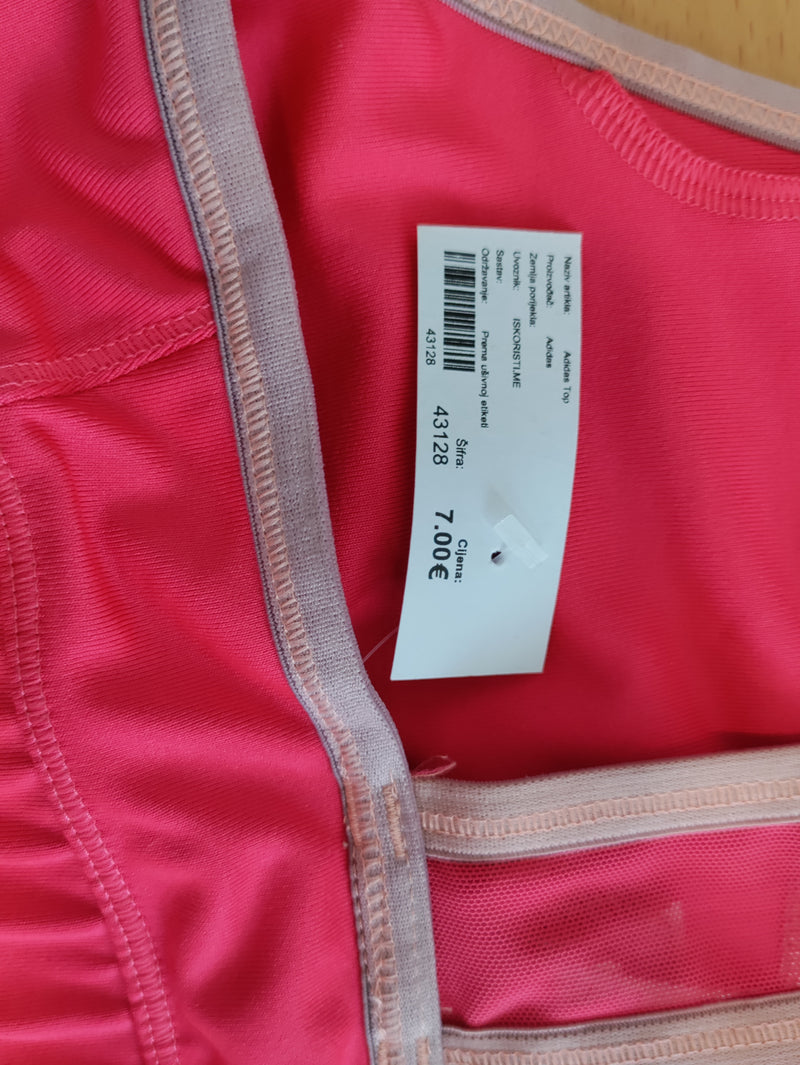 Naziv artikla: Adidas Top
Proizvođač: Adidas
Zemlja porijekla:
Uvoznik: ISKORISTI.ME
Sastav:
Održavanje: Prema ušivnoj etiketi
43128
Šifra:
43128
Cijena:
7.00€